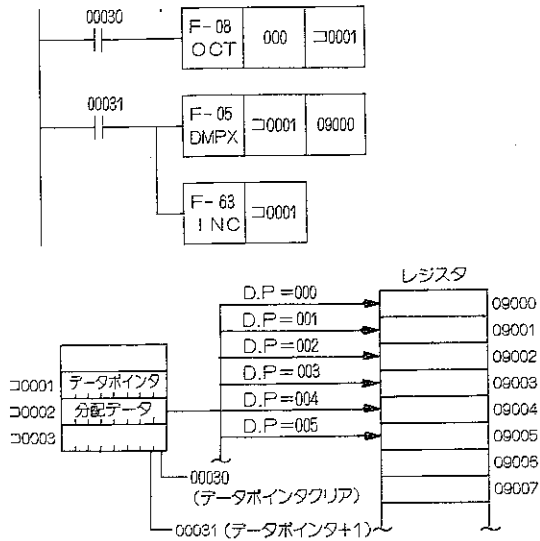 00030
F-08
OCT
000
コ0001
00031
F-05
DMPX
コ0001
09000
F-63
INC
コ0001
レジスタ
D.P=000
09000
D.P=001
09001
D.P=002
09002
D.P=003
09003
D.P=004
09004
D.P=005
09005
09006
09007
コ0001
データポインタ
コ0002
分配データ
コ0003
00030
(データポインタクリア)
00031 (データポインタ+1)